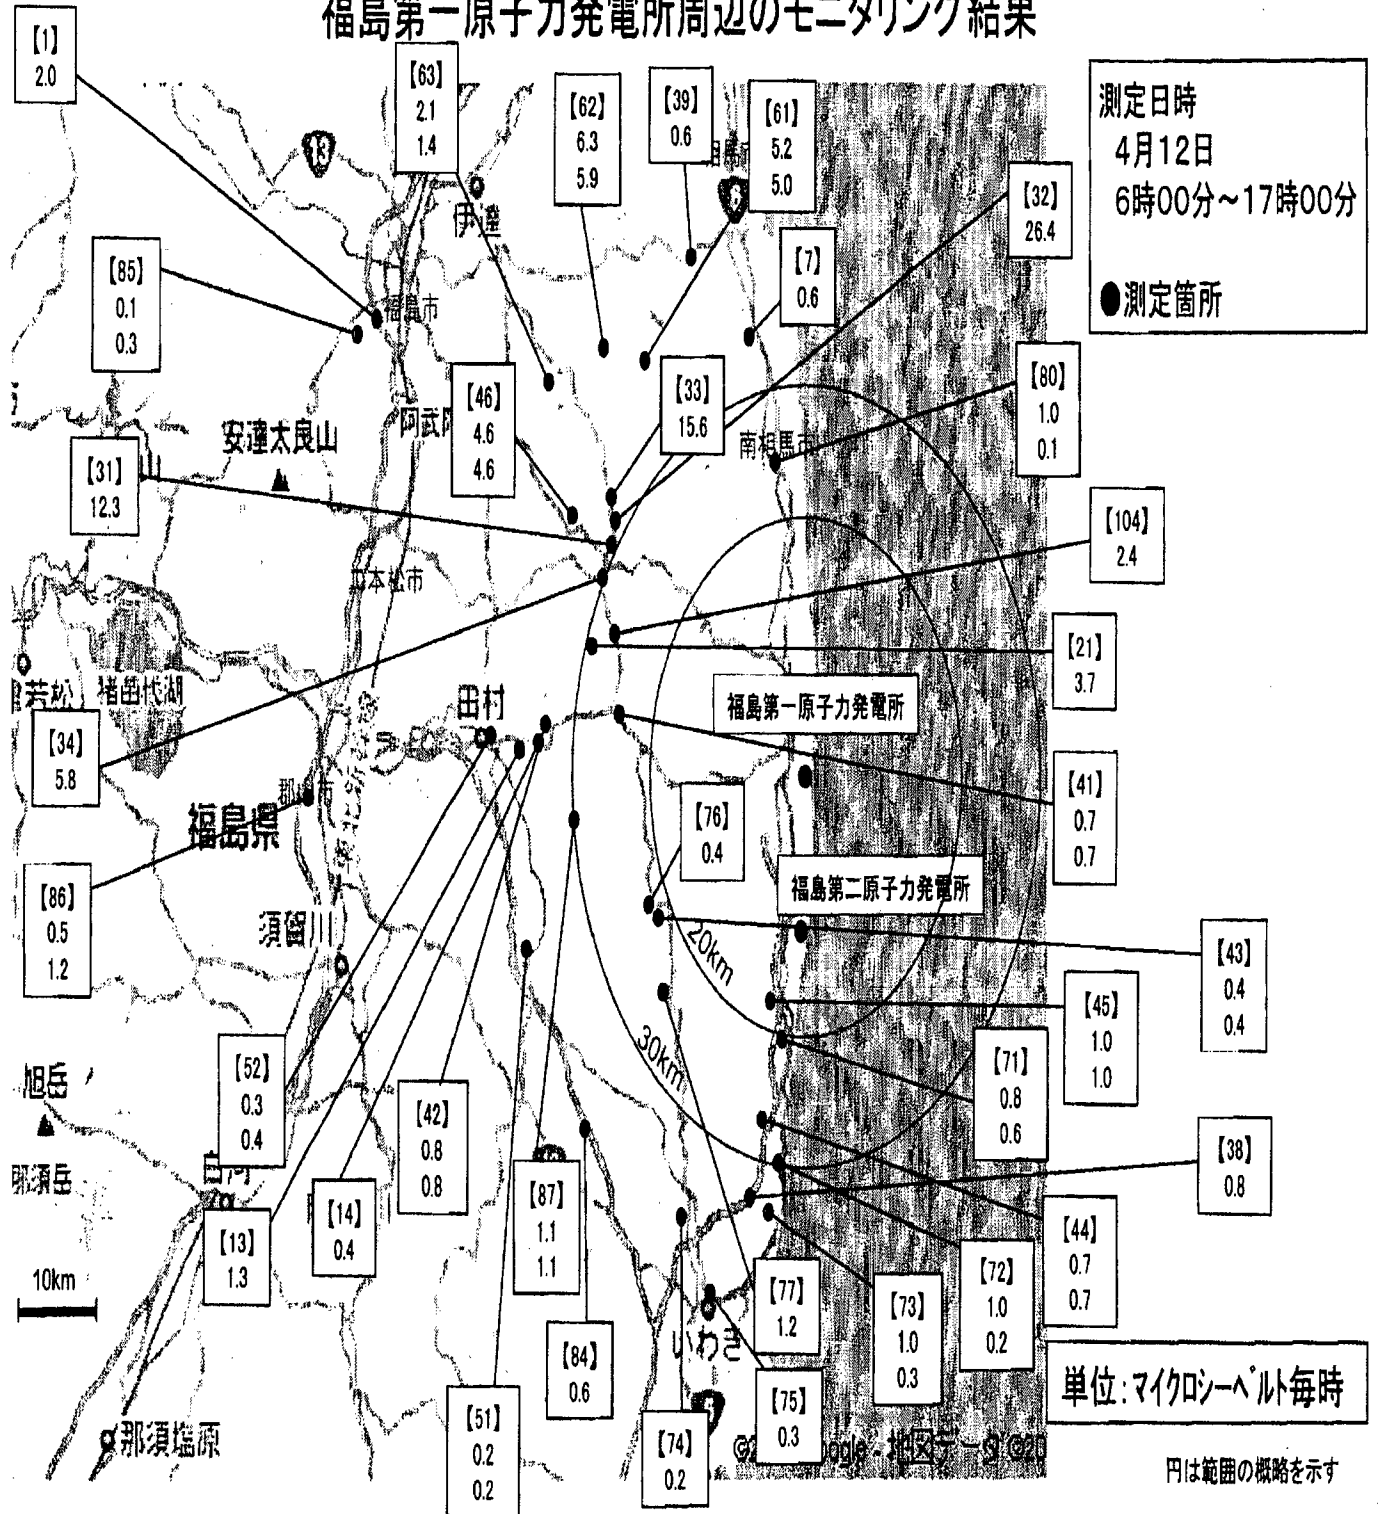 福島第一原子力発電所周辺のモニタリング結果
【1】
2.0
【63】
2.1
1.4
【62】
6.3
5.9
【39】
0.6
【61】
5.2
5.0
測定日時
4月12日
6時00分～17時00分
●測定箇所
【32】
26.4
【7】
0.6
【85】
0.1
0.3
伊達
福島市
【46】
4.6
4.6
【33】
15.6
【80】
1.0
0.1
阿武
安達太良山
南相馬市
【31】
12.3
山
【104】
2.4
二本松市
【21】
3.7
若松
猪苗代湖
田村
福島第一原子力発電所
【34】
5.8
【41】
0.7
0.7
郡山市
福島県
【76】
0.4
【86】
0.5
1.2
福島第二原子力発電所
須賀川
20km
【43】
0.4
0.4
【45】
1.0
1.0
30km
【71】
0.8
0.6
旭岳
【52】
0.3
0.4
【42】
0.8
0.8
【38】
0.8
那須岳
白河
【87】
1.1
1.1
【14】
0.4
【13】
1.3
【44】
0.7
0.7
【72】
1.0
0.2
10km
【77】
1.2
【73】
1.0
0.3
いわき
【84】
0.6
単位:マイクロシーベルト毎時
【75】
0.3
【51】
0.2
0.2
【74】
0.2
那須塩原
地図データ
円は範囲の概略を示す